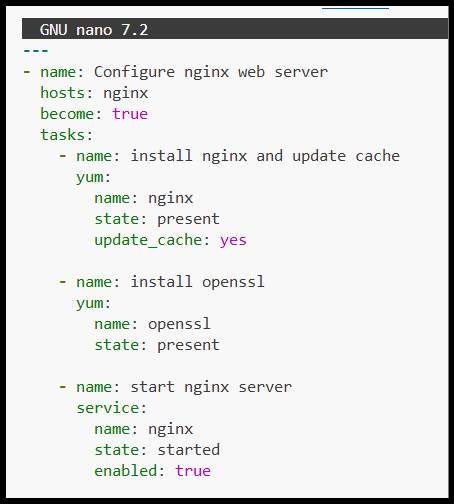 GNU nano 7.2
---
- name: Configure nginx web server
  hosts: nginx
  become: true
  tasks:
    - name: install nginx and update cache
      yum:
        name: nginx
        state: present
        update_cache: yes

    - name: install openssl
      yum:
        name: openssl
        state: present

    - name: start nginx server
      service:
        name: nginx
        state: started
        enabled: true